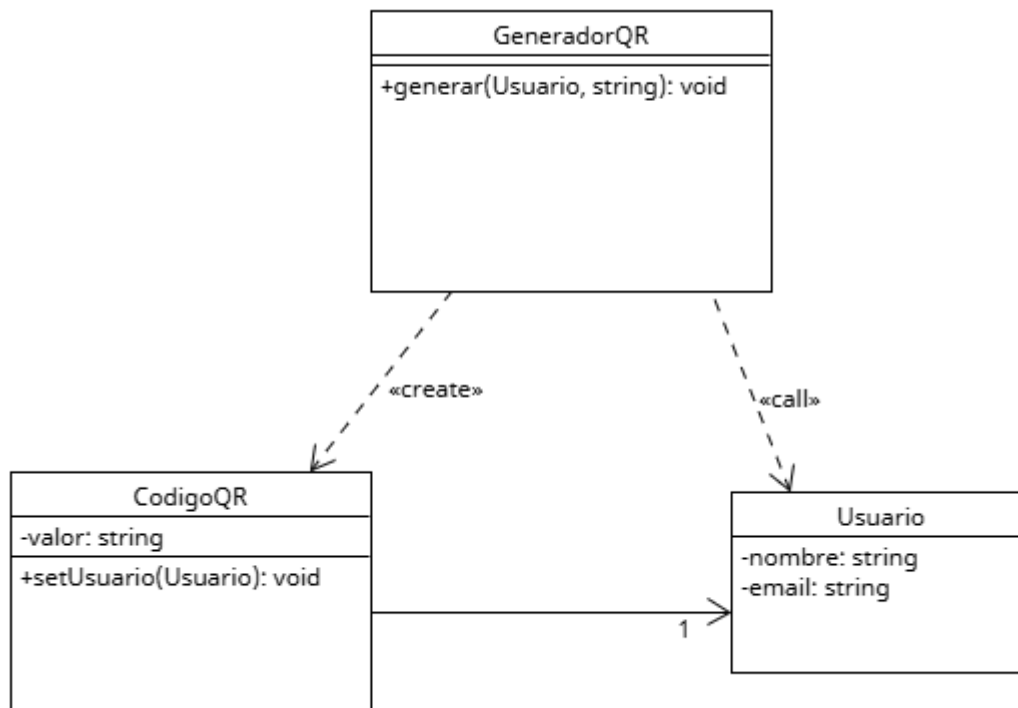 GeneradorQR
+generar(Usuario, string): void
«create»
«call»
CodigoQR
-valor: string
+setUsuario(Usuario): void
1
Usuario
-nombre: string
-email: string